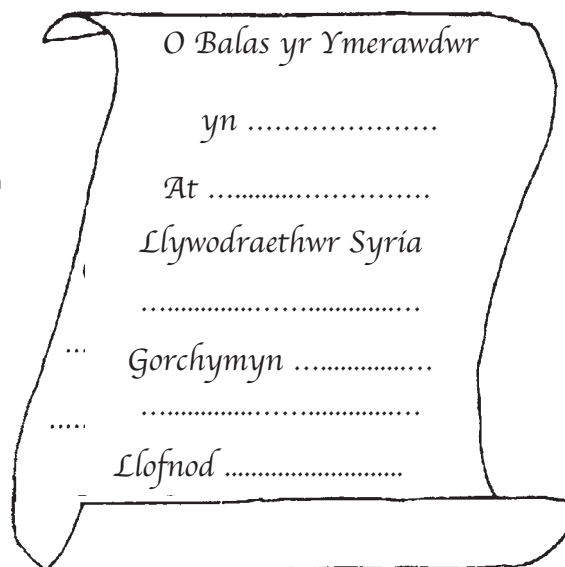 O Balas yr Ymerawdwr
yn .....................
At .........................
Llywodraethwr Syria
.................................
Gorchymyn ..................
.................................
Llofnod ...........................